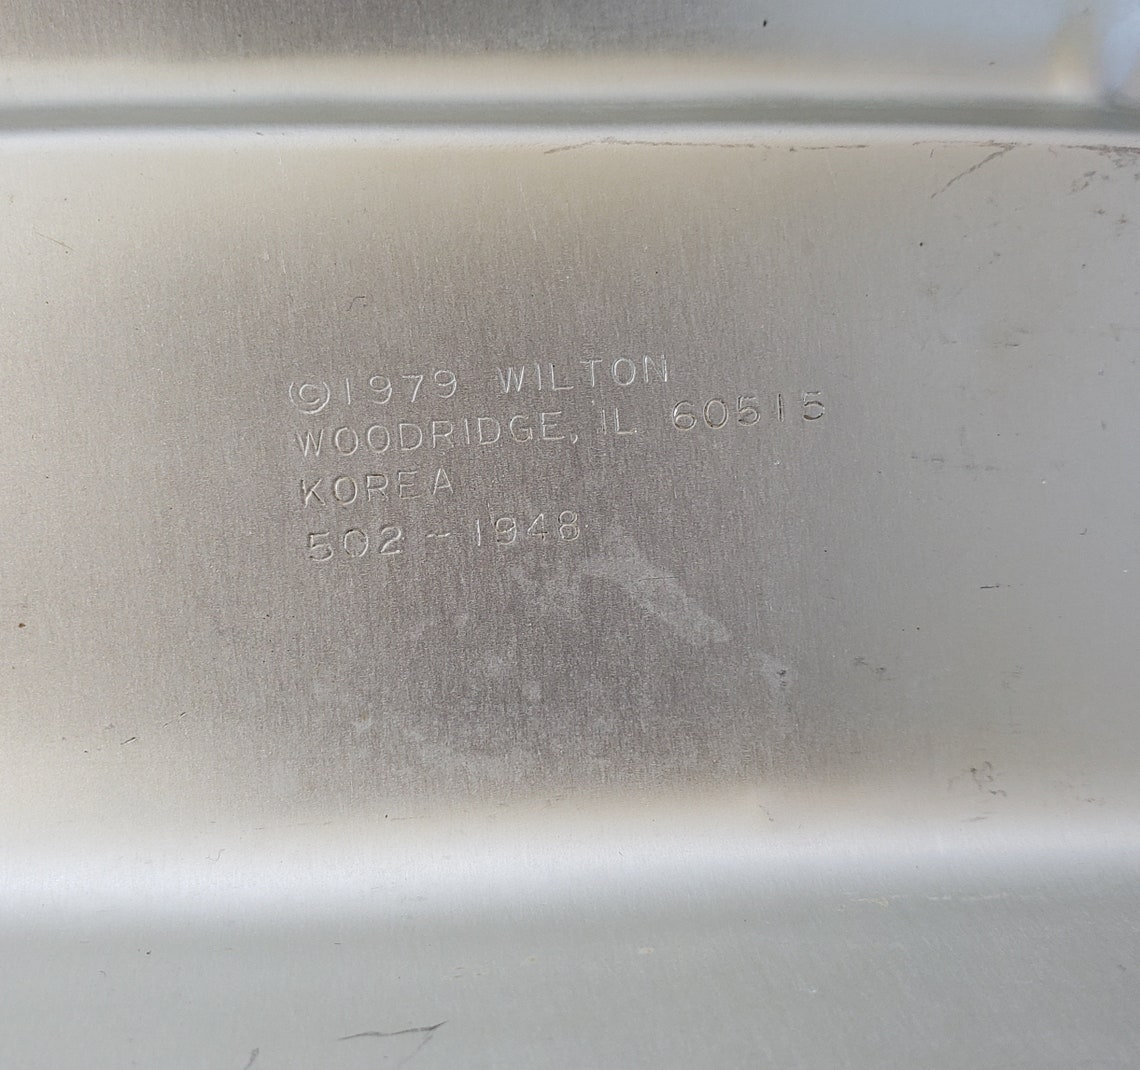 ©1979 WILTON
WOODRIDGE, IL 60515
KOREA
502-1948